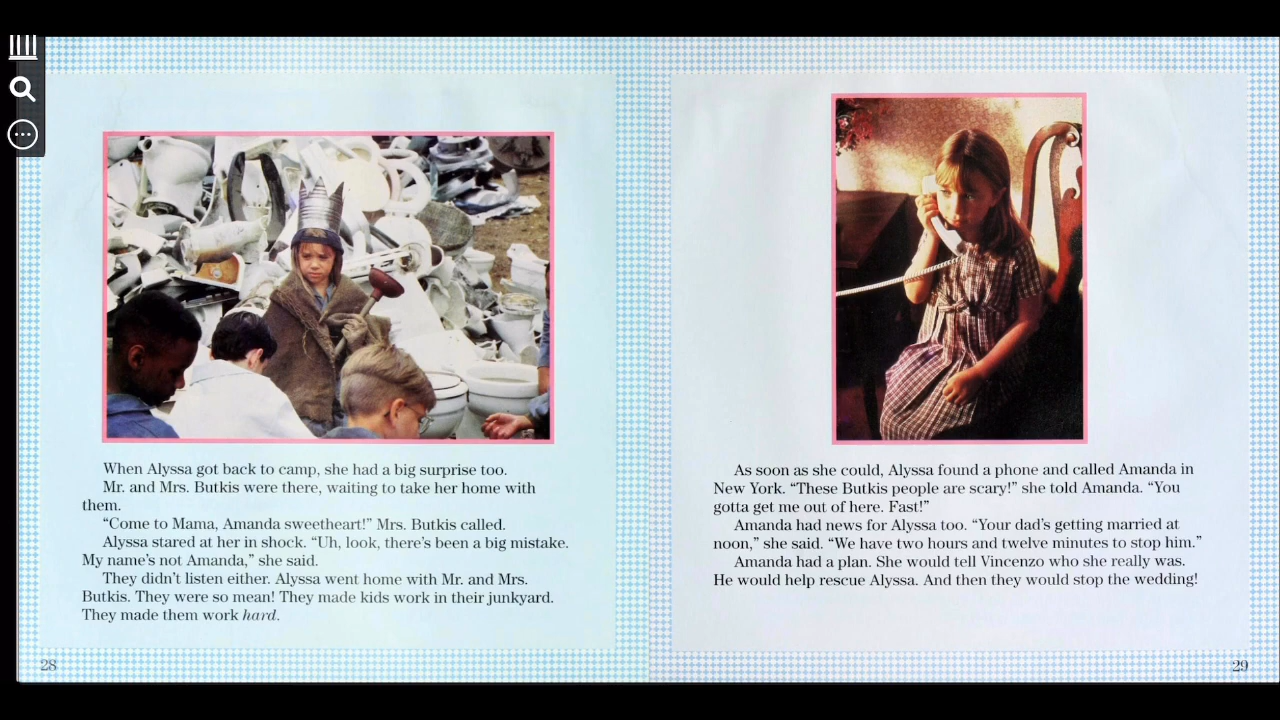 When Alyssa got back to camp, she had a big surprise too.
Mr. and Mrs. Butkis were there, waiting to take her home with
them.
“Come to Mama, Amanda sweetheart!” Mrs. Butkis called.
Alyssa stared at her in shock. “Uh, look, there’s been a big mistake.
My name’s not Amanda,” she said.
They didn’t listen either. Alyssa went home with Mr. and Mrs.
Butkis. They were so mean! They made kids work in their junkyard.
They made them work hard.
28
As soon as she could, Alyssa found a phone and called Amanda in
New York. “These Butkis people are scary!” she told Amanda. “You
gotta get me out of here. Fast!”
Amanda had news for Alyssa too. “Your dad’s getting married at
noon,” she said. “We have two hours and twelve minutes to stop him.”
Amanda had a plan. She would tell Vincenzo who she really was.
He would help rescue Alyssa. And then they would stop the wedding!
29